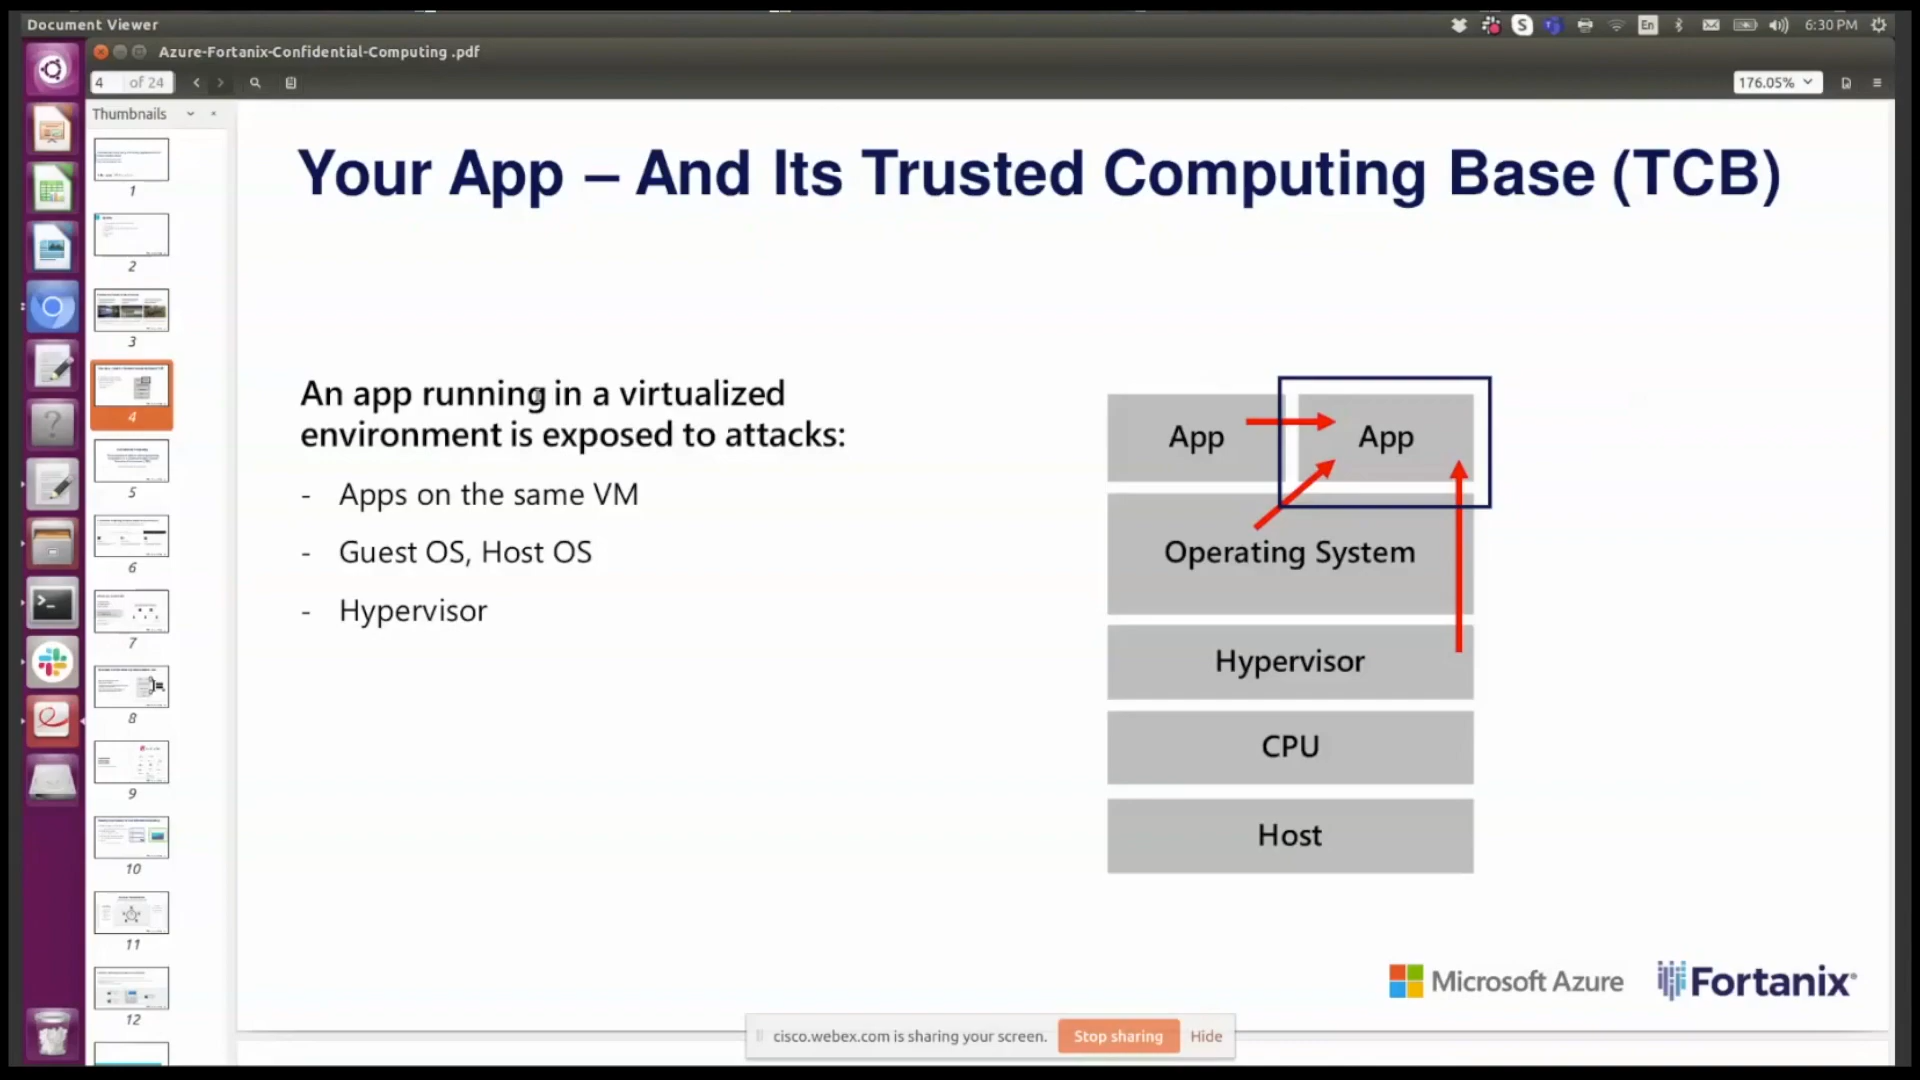 Document Viewer
En
6:30 PM
Azure-Fortanix-Confidential-Computing .pdf
4 of 24
176.05%
Thumbnails
1
2
3
4
5
6
7
8
9
10
11
12
Your App – And Its Trusted Computing Base (TCB)
An app running in a virtualized
environment is exposed to attacks:
- Apps on the same VM
- Guest OS, Host OS
- Hypervisor
App
App
Operating System
Hypervisor
CPU
Host
Microsoft Azure
Fortanix
cisco.webex.com is sharing your screen.
Stop sharing
Hide